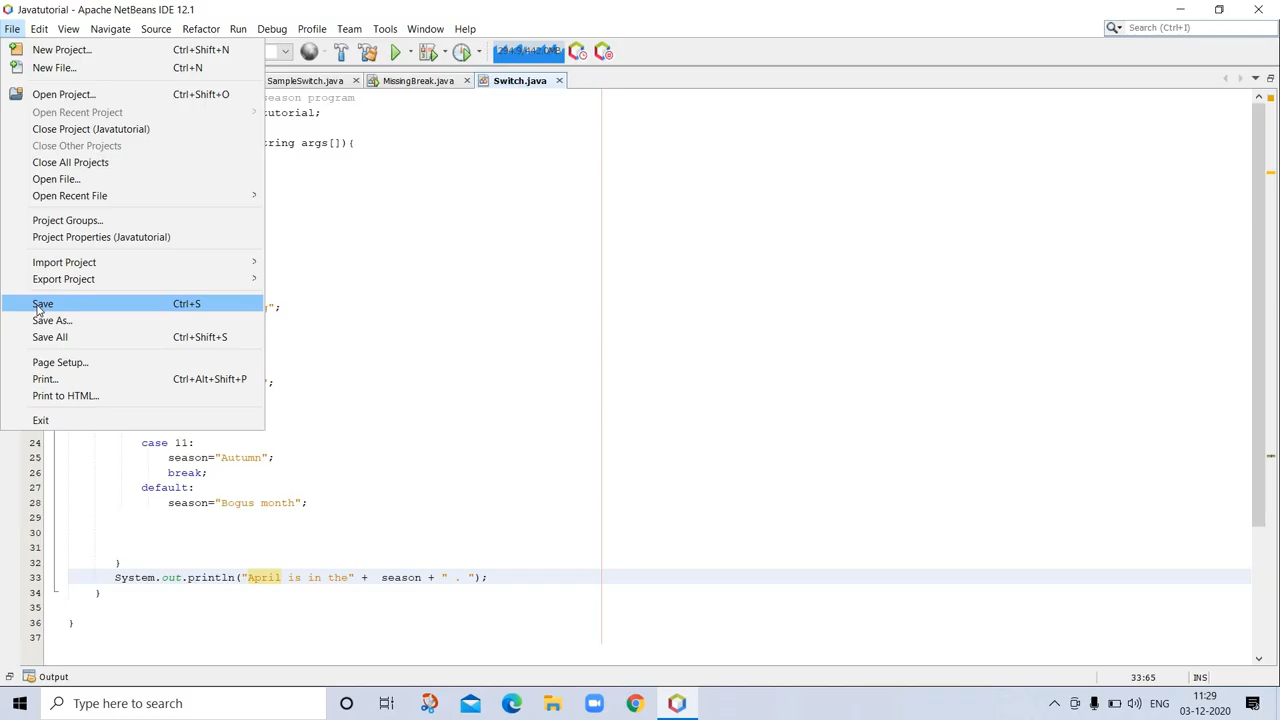 Javatutorial - Apache NetBeans IDE 12.1
File Edit View Navigate Source Refactor Run Debug Profile Team Tools Window Help
Search (Ctrl+I)
New Project... Ctrl+Shift+N
New File... Ctrl+N
Open Project... Ctrl+Shift+O
Open Recent Project
Close Project (Javatutorial)
Close Other Projects
Close All Projects
Open File...
Open Recent File
Project Groups...
Project Properties (Javatutorial)
Import Project
Export Project
Save Ctrl+S
Save As...
Save All Ctrl+Shift+S
Page Setup...
Print... Ctrl+Alt+Shift+P
Print to HTML...
Exit
SampleSwitch.java MissingBreak.java Switch.java
season program
tutorial;
tring args[]){
g";
";
24 case 11:
25 season="Autumn";
26 break;
27 default:
28 season="Bogus month";
29
30
31
32 }
33 System.out.println("April is in the" + season + " . ");
34 }
35
36 }
37
Output 33:65 INS
Type here to search
ENG
11:29
03-12-2020